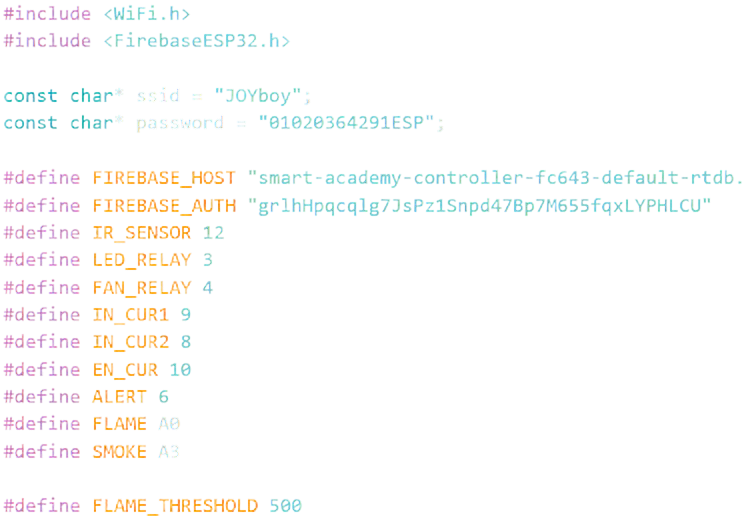 #include <WiFi.h>
#include <FirebaseESP32.h>
const char* ssid = "JOYboy";
const char* password = "01020364291ESP";
#define FIREBASE_HOST "smart-academy-controller-fc643-default-rtdb.
#define FIREBASE_AUTH "grlhHpqcqlg7JsPz1Snpd47Bp7M655fqxLYPHLCU"
#define IR_SENSOR 12
#define LED_RELAY 3
#define FAN_RELAY 4
#define IN_CUR1 9
#define IN_CUR2 8
#define EN_CUR 10
#define ALERT 6
#define FLAME A0
#define SMOKE A3
#define FLAME_THRESHOLD 500